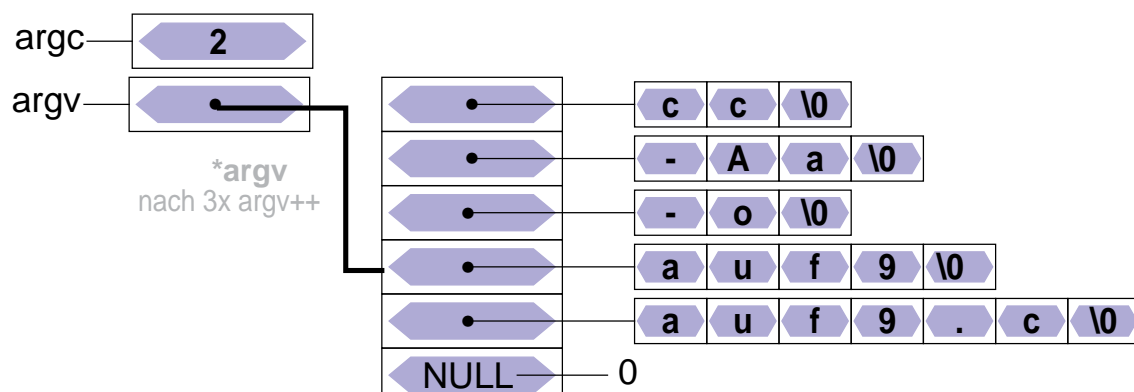 argc 2
argv
c c \0
- A a \0
*argv
nach 3x argv++
- o \0
a u f 9 \0
a u f 9 . c \0
NULL 0